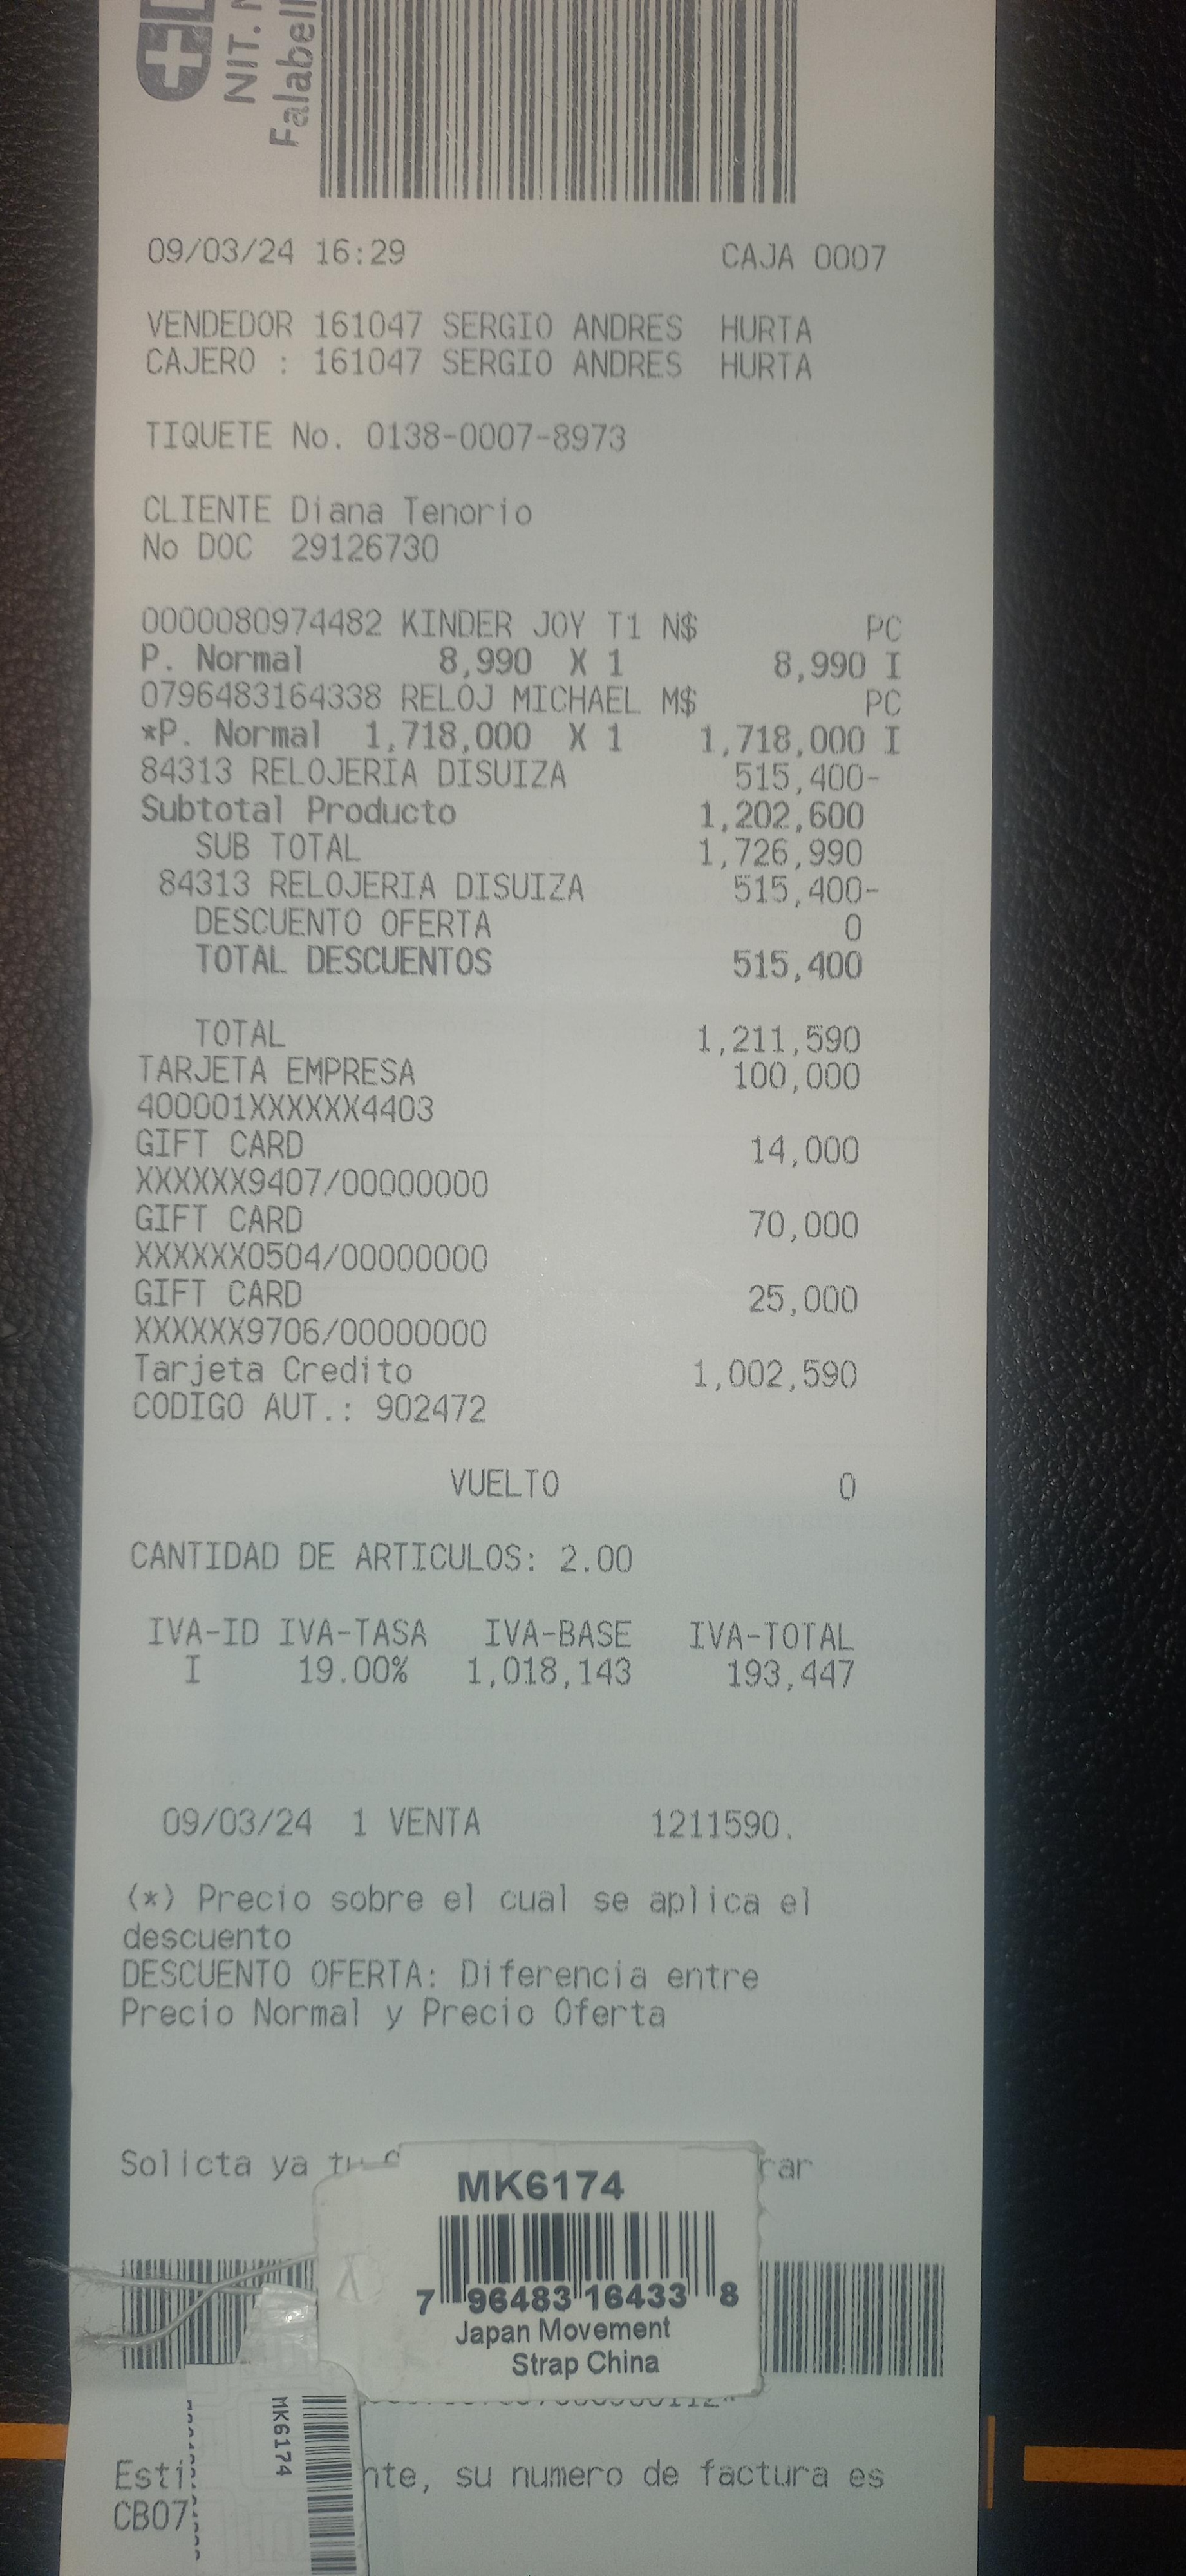 NIT.
Falabell
09/03/24 16:29 CAJA 0007
VENDEDOR 161047 SERGIO ANDRES HURTA
CAJERO : 161047 SERGIO ANDRES HURTA
TIQUETE No. 0138-0007-8973
CLIENTE Diana Tenorio
No DOC 29126730
0000080974482 KINDER JOY T1 N$ PC
P. Normal 8,990 X 1 8,990 I
0796483164338 RELOJ MICHAEL M$ PC
*P. Normal 1,718,000 X 1 1,718,000 I
84313 RELOJERIA DISUIZA 515,400-
Subtotal Producto 1,202,600
SUB TOTAL 1,726,990
84313 RELOJERIA DISUIZA 515,400-
DESCUENTO OFERTA 0
TOTAL DESCUENTOS 515,400
TOTAL 1,211,590
TARJETA EMPRESA 100,000
400001XXXXXX4403
GIFT CARD 14,000
XXXXXX9407/00000000
GIFT CARD 70,000
XXXXXX0504/00000000
GIFT CARD 25,000
XXXXXX9706/00000000
Tarjeta Credito 1,002,590
CODIGO AUT.: 902472
VUELTO 0
CANTIDAD DE ARTICULOS: 2.00
IVA-ID IVA-TASA IVA-BASE IVA-TOTAL
I 19.00% 1,018,143 193,447
09/03/24 1 VENTA 1211590.
(*) Precio sobre el cual se aplica el
descuento
DESCUENTO OFERTA: Diferencia entre
Precio Normal y Precio Oferta
Solicta ya tu rar
MK6174
7 96483 16433 8
Japan Movement
Strap China
MK6174
Esti nte, su numero de factura es
CB07